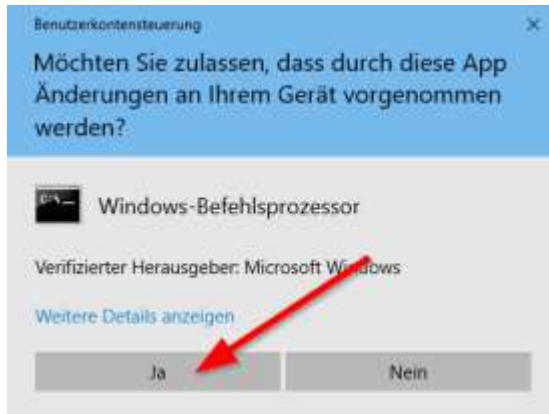 Benutzerkontensteuerung
Möchten Sie zulassen, dass durch diese App
Änderungen an Ihrem Gerät vorgenommen
werden?
Windows-Befehlsprozessor
Verifizierter Herausgeber: Microsoft Windows
Weitere Details anzeigen
Ja
Nein